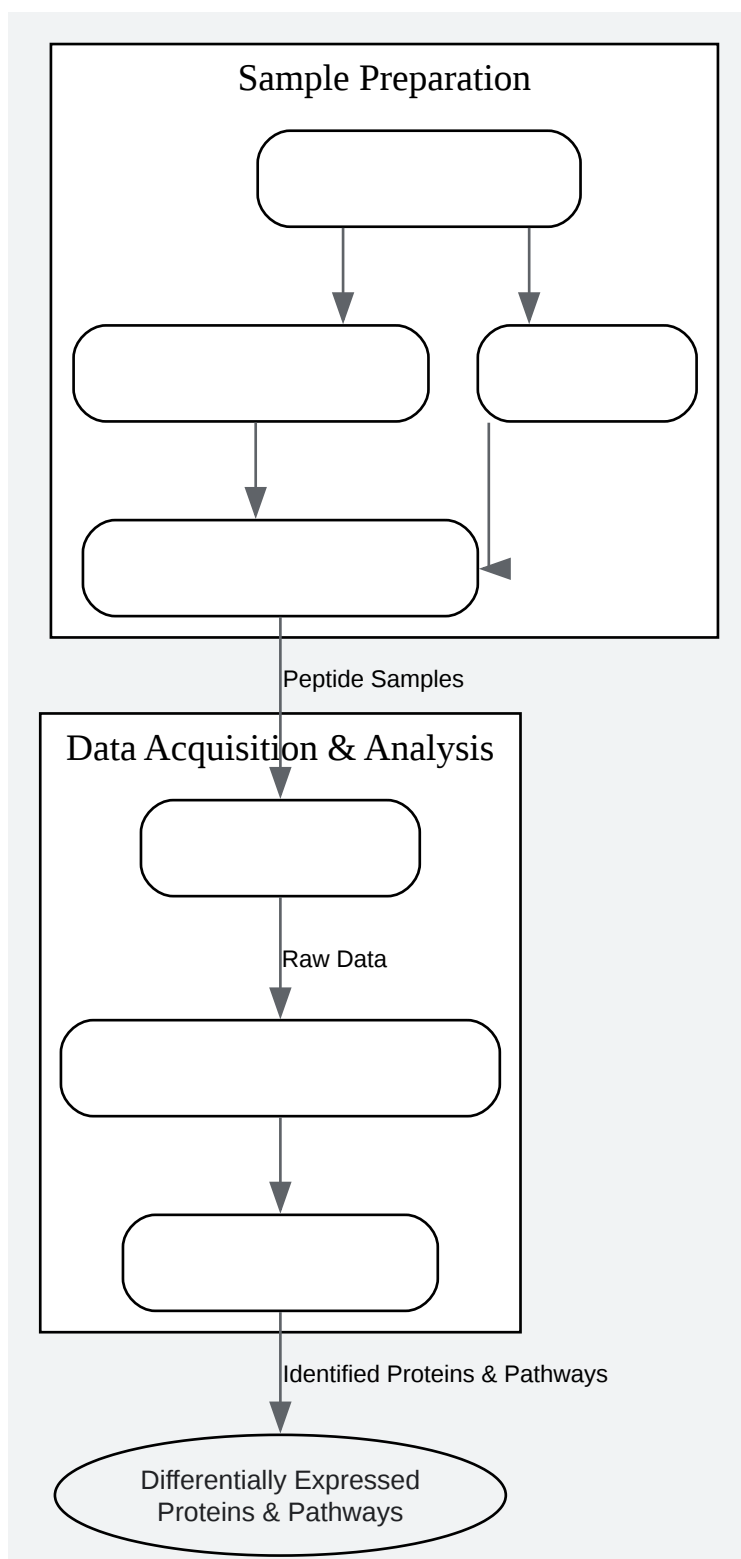 Sample Preparation
Peptide Samples
Data Acquisition & Analysis
Raw Data
Identified Proteins & Pathways
Differentially Expressed
Proteins & Pathways